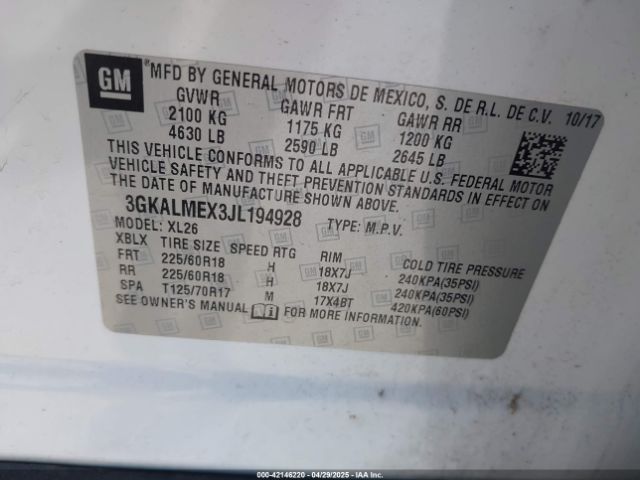 GM
MFD BY GENERAL MOTORS DE MEXICO, S. DE R.L. DE C.V. 10/17
GVWR GAWR FRT GAWR RR
2100 KG 1175 KG 1200 KG
4630 LB 2590 LB 2645 LB
THIS VEHICLE CONFORMS TO ALL APPLICABLE U.S. FEDERAL MOTOR
VEHICLE SAFETY AND THEFT PREVENTION STANDARDS IN EFFECT ON
THE DATE OF MANUFACTURE SHOWN ABOVE.
3GKALMEX3JL194928 TYPE: M.P.V.
MODEL: XL26
XBLX TIRE SIZE SPEED RTG RIM COLD TIRE PRESSURE
FRT 225/60R18 H 18X7J 240KPA(35PSI)
RR 225/60R18 H 18X7J 240KPA(35PSI)
SPA T125/70R17 M 17X4BT 420KPA(60PSI)
SEE OWNER'S MANUAL FOR MORE INFORMATION.
000-42146220 - 04/29/2025 - IAAI.COM